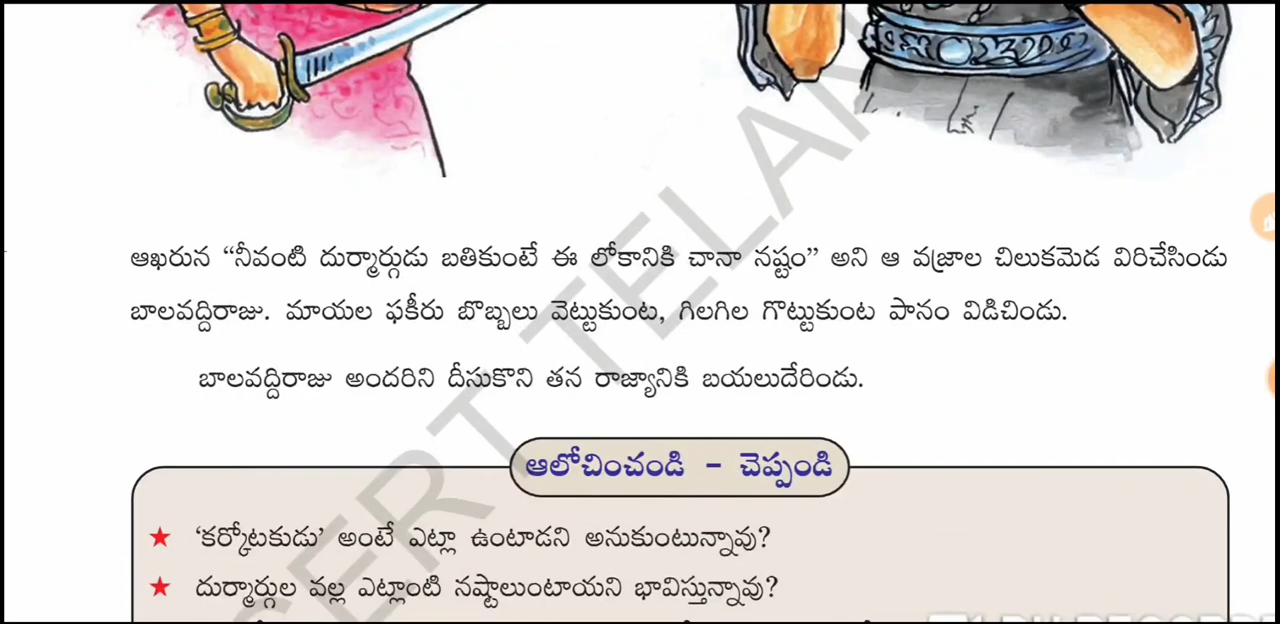 ఆఖరున “నీవంటి దుర్మార్గుడు బతికుంటే ఈ లోకానికి చానా నష్టం” అని ఆ వజ్రాల చిలుకమెడ విరిచేసిండు
బాలవద్దిరాజు. మాయల ఫకీరు బొబ్బలు వెట్టుకుంట, గిలగిల గొట్టుకుంట పానం విడిచిండు.
బాలవద్దిరాజు అందరిని దీసుకొని తన రాజ్యానికి బయలుదేరిండు.
ఆలోచించండి - చెప్పండి
★ ‘కర్కోటకుడు’ అంటే ఎట్లా ఉంటాడని అనుకుంటున్నావు?
★ దుర్మార్గుల వల్ల ఎట్లాంటి నష్టాలుంటాయని భావిస్తున్నావు?